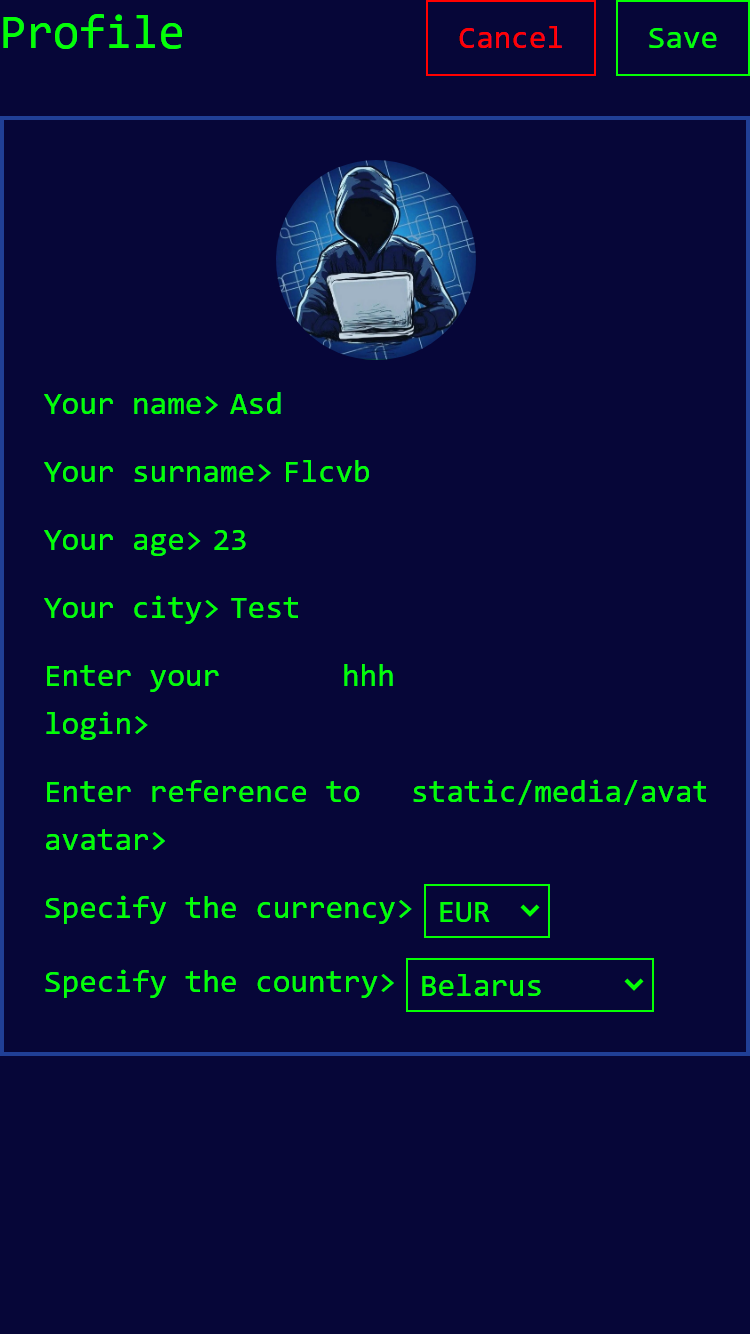 Profile
Cancel
Save
Your name> Asd
Your surname> Flcvb
Your age> 23
Your city> Test
Enter your login> hhh
Enter reference to avatar> static/media/avat
Specify the currency> EUR
Specify the country> Belarus